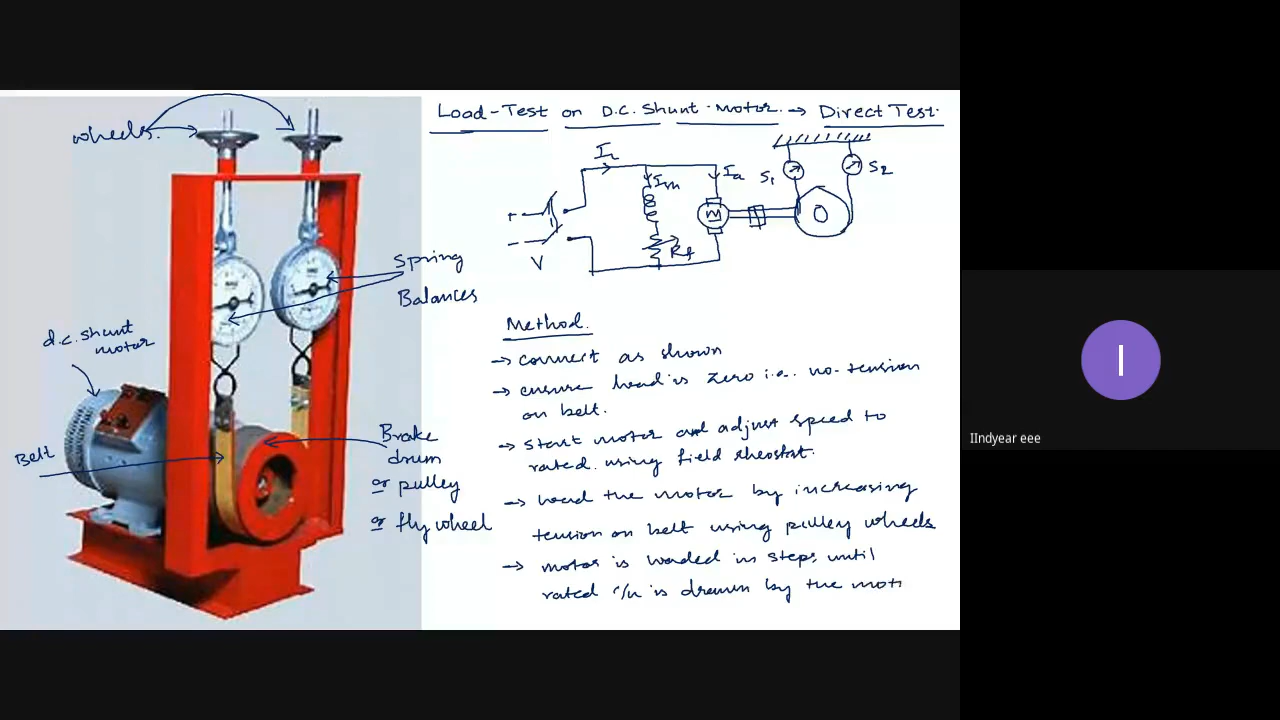 Load-Test on D.C. Shunt Motor. → Direct Test.
wheels.
IL
Im
Ia
S1
S2
M
+
-
V
Rf
Spring
Balances
d.c. shunt
motor
Belt
Brake
drum
or pulley
or fly wheel
Method.
→ connect as shown
→ ensure load is zero i.e. no-tension
on belt.
→ start motor and adjust speed to
rated using field rheostat.
→ load the motor by increasing
tension on belt using pulley wheels
→ motor is loaded in steps, until
rated c/n is drawn by the mot
I
IIndyear eee